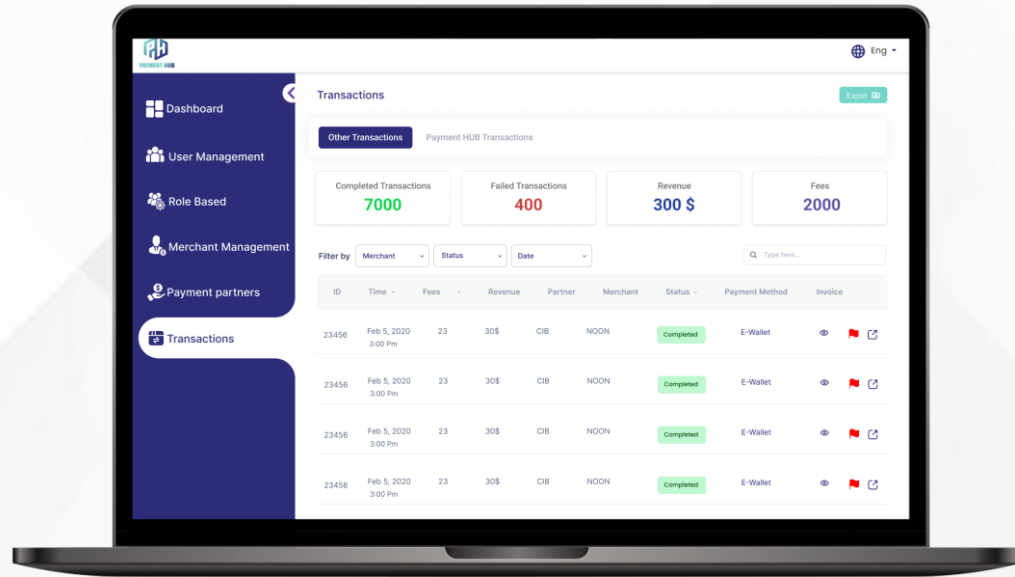 PH
PAYMENT HUB
Eng
Dashboard
User Management
Role Based
Merchant Management
Payment partners
Transactions
Transactions
Expot
Other Transactions Payment HUB Transactions
Completed Transactions Failed Transactions Revenue Fees
7000 400 300 $ 2000
Filter by Merchant Status Date Type here...
ID Time Fees Revenue Partner Merchant Status Payment Method Invoice
23456 Feb 5, 2020 23 30$ CIB NOON Completed E-Wallet
3:00 Pm
23456 Feb 5, 2020 23 30$ CIB NOON Completed E-Wallet
3:00 Pm
23456 Feb 5, 2020 23 30$ CIB NOON Completed E-Wallet
3:00 Pm
23456 Feb 5, 2020 23 30$ CIB NOON Completed E-Wallet
3:00 Pm